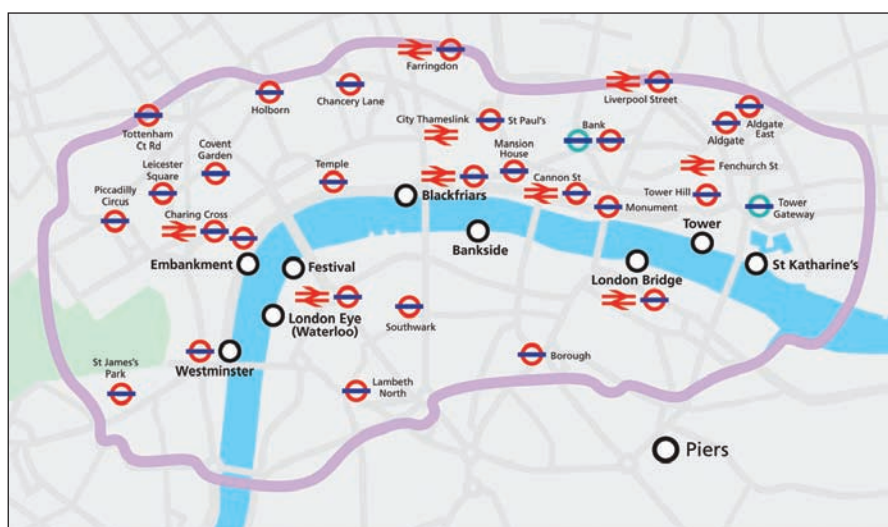 Farringdon
Liverpool Street
Holborn
Chancery Lane
Tottenham
Ct Rd
Covent
Garden
City Thameslink
St Paul's
Bank
Aldgate
East
Aldgate
Leicester
Square
Temple
Mansion
House
Fenchurch St
Piccadilly
Circus
Blackfriars
Cannon St
Tower Hill
Tower
Gateway
Charing Cross
Monument
Embankment
Festival
Bankside
Tower
London Bridge
St Katharine's
London Eye
(Waterloo)
Southwark
St James's
Park
Westminster
Borough
Lambeth
North
Piers